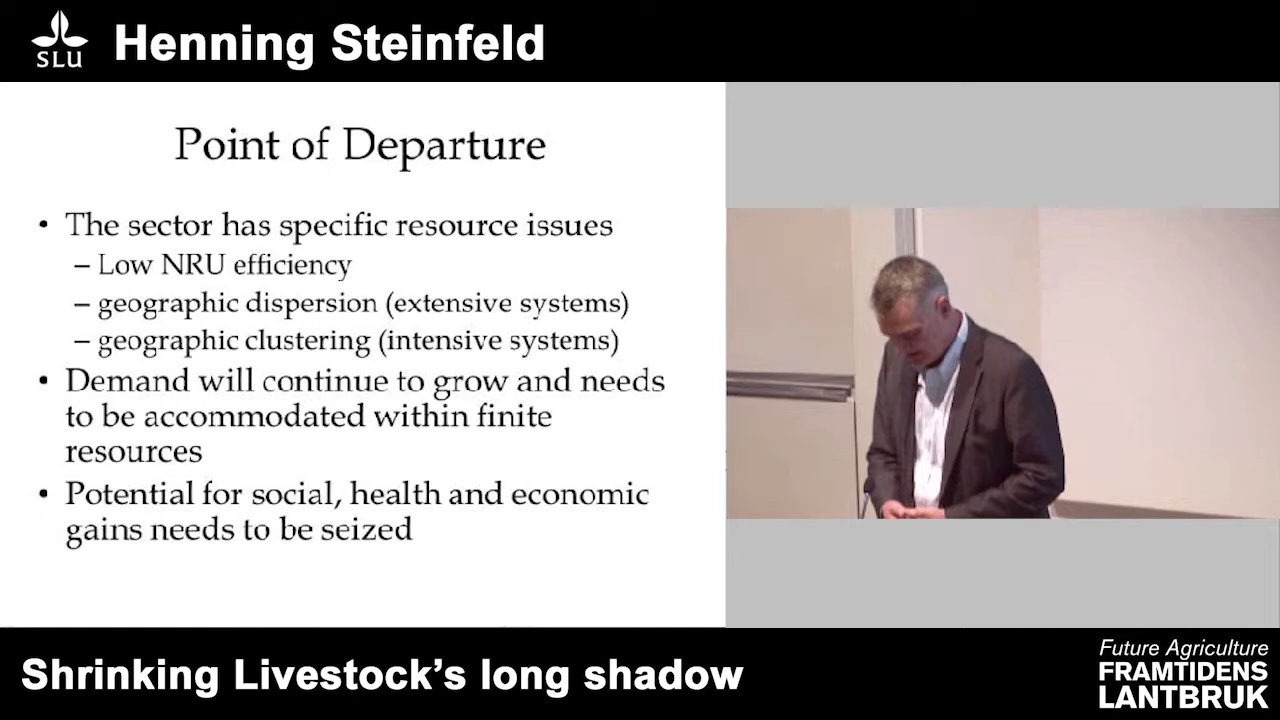 SLU
Henning Steinfeld
Point of Departure
• The sector has specific resource issues
– Low NRU efficiency
– geographic dispersion (extensive systems)
– geographic clustering (intensive systems)
• Demand will continue to grow and needs
to be accommodated within finite
resources
• Potential for social, health and economic
gains needs to be seized
Shrinking Livestock's long shadow
Future Agriculture
FRAMTIDENS
LANTBRUK